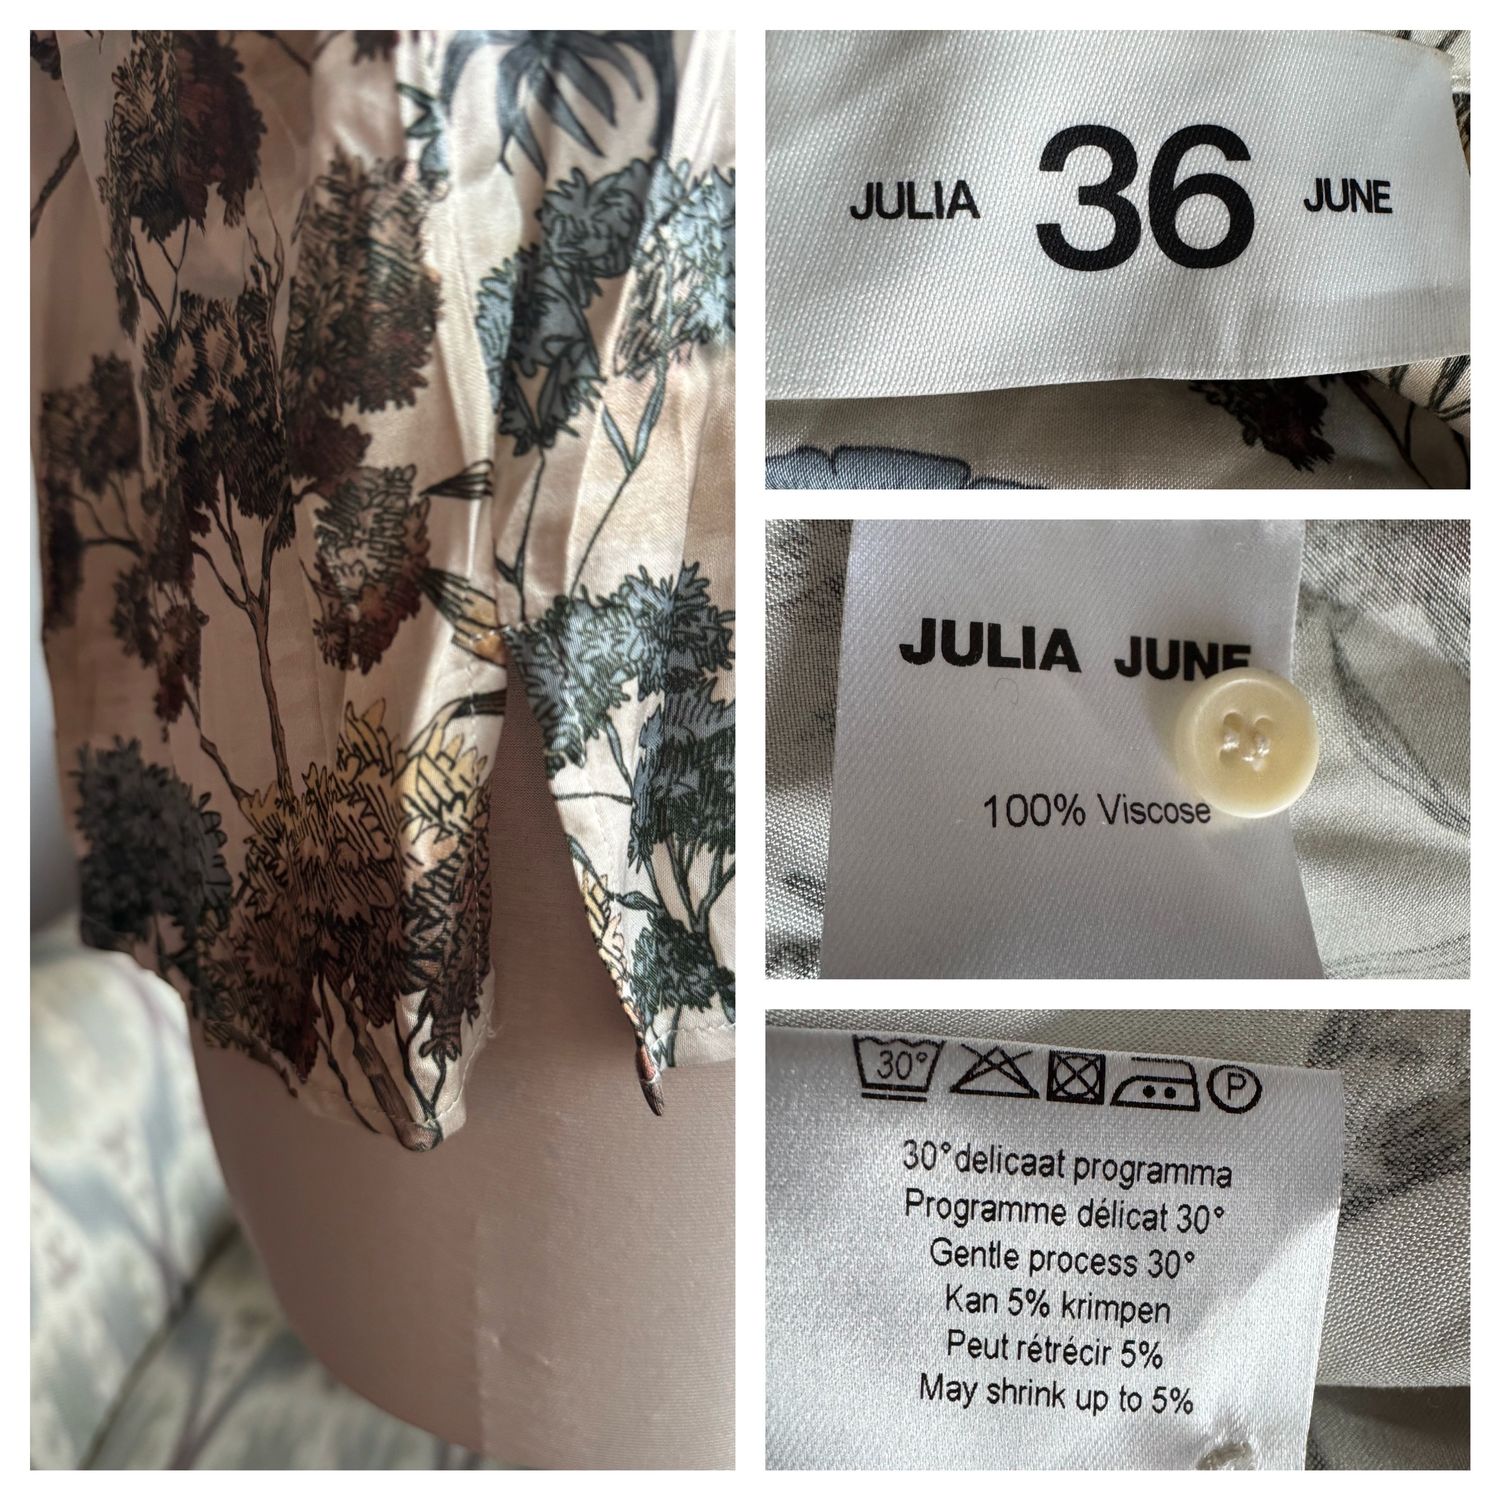 JULIA 36 JUNE
JULIA JUNE
100% Viscose
30° P
30° delicaat programma
Programme délicat 30°
Gentle process 30°
Kan 5% krimpen
Peut rétrécir 5%
May shrink up to 5%